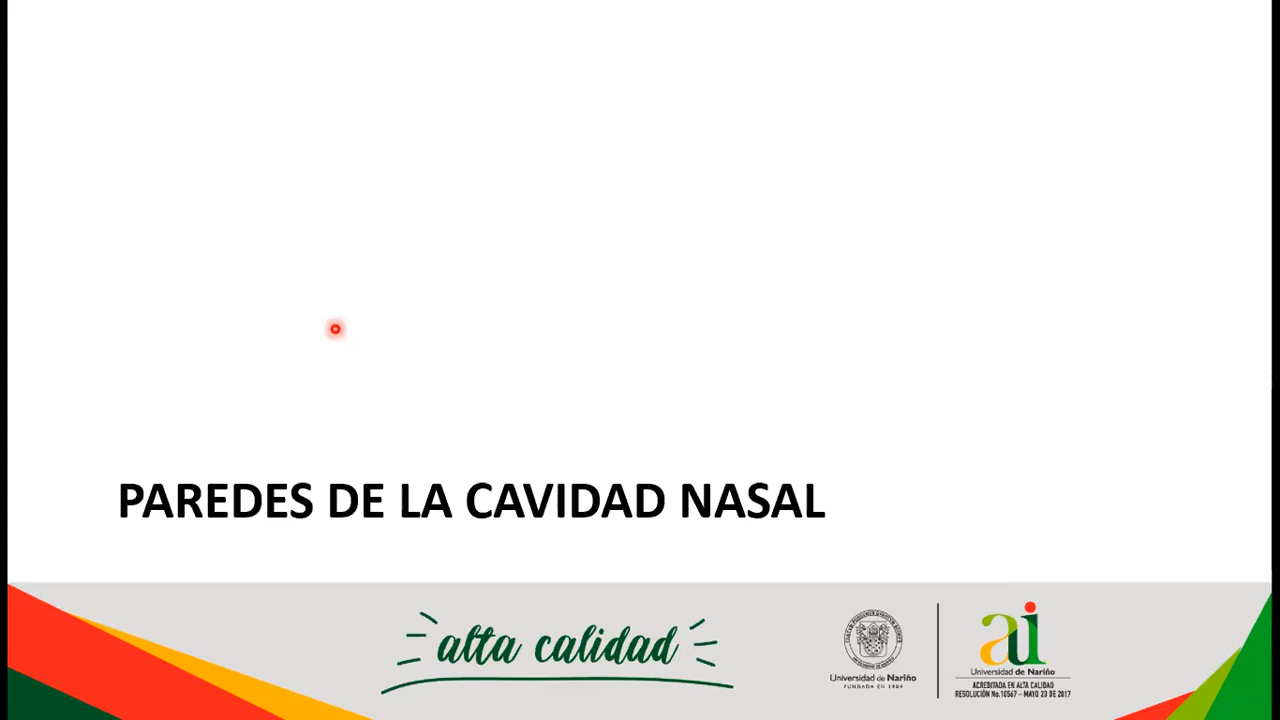 PAREDES DE LA CAVIDAD NASAL
alta calidad
Universidad de Nariño
FUNDADA EN 1904
Universidad de Nariño
ACREDITADA EN ALTA CALIDAD
RESOLUCIÓN No.10567 – MAYO 23 DE 2017